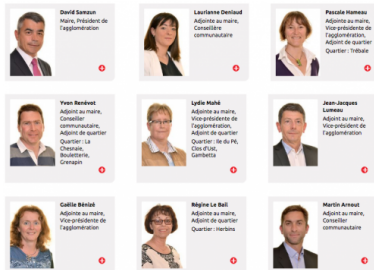 David Samzun
Maire, Président de
l'agglomération
Laurianne Deniaud
Adjointe au maire,
Conseillère
communautaire
Pascale Hameau
Adjointe au maire,
Vice-présidente de
l'agglomération,
Adjointe de quartier
Quartier : Trébale
Yvon Renévot
Adjoint au maire,
Conseiller
communautaire,
Adjoint de quartier
Quartier : La
Chesnaie,
Bouletterie,
Grenapin
Lydie Mahé
Adjointe au maire,
Vice-présidente de
l'agglomération,
Adjointe de quartier
Quartier : Ile du Pé,
Clos d'Ust,
Gambetta
Jean-Jacques
Lumeau
Adjoint au maire,
Vice-président de
l'agglomération
Gaëlle Bénizé
Adjointe au maire,
Vice-présidente de
l'agglomération
Régine Le Bail
Adjointe au maire,
Adjointe de quartier
Quartier : Herbins
Martin Arnout
Adjoint au maire,
Conseiller
communautaire